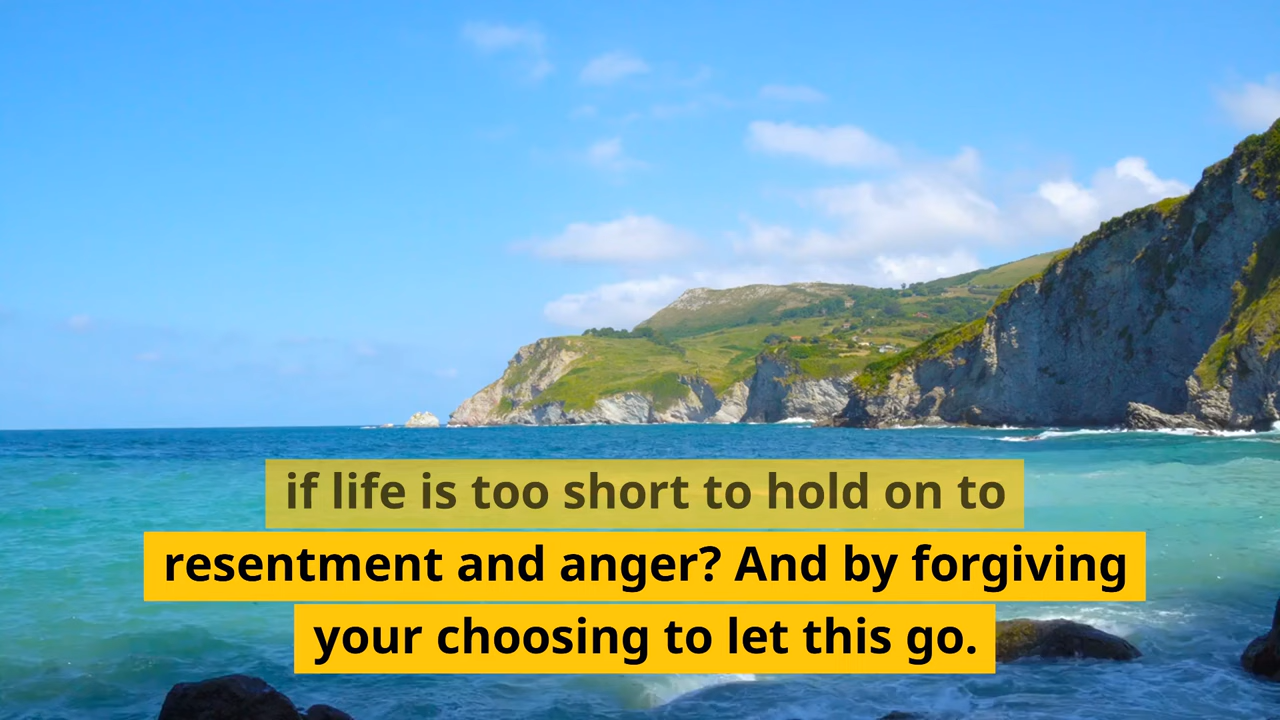 if life is too short to hold on to
resentment and anger? And by forgiving
your choosing to let this go.